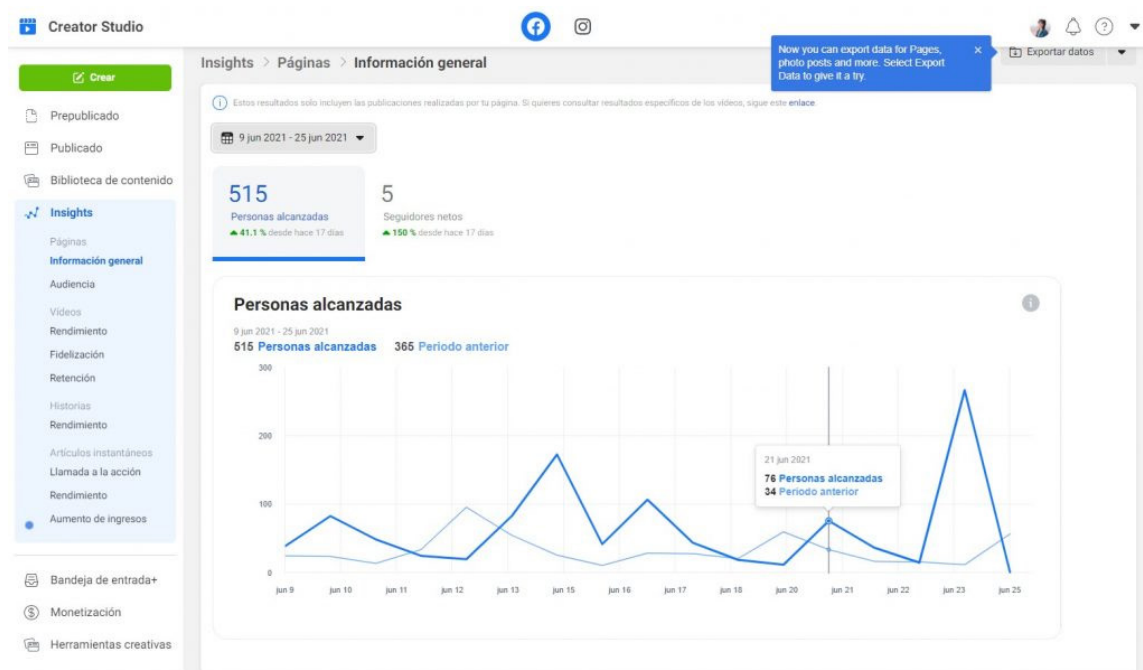 Creator Studio
Now you can export data for Pages,
photo posts and more. Select Export
Data to give it a try.
Exportar datos
Crear
Prepublicado
Publicado
Biblioteca de contenido
Insights
Páginas
Información general
Audiencia
Vídeos
Rendimiento
Fidelización
Retención
Historias
Rendimiento
Artículos instantáneos
Llamada a la acción
Rendimiento
Aumento de ingresos
Bandeja de entrada+
Monetización
Herramientas creativas
Insights > Páginas > Información general
Estos resultados solo incluyen las publicaciones realizadas por tu página. Si quieres consultar resultados específicos de los vídeos, sigue este enlace.
9 jun 2021 - 25 jun 2021
515
Personas alcanzadas
41.1 % desde hace 17 días
5
Seguidores netos
150 % desde hace 17 días
Personas alcanzadas
9 jun 2021 - 25 jun 2021
515 Personas alcanzadas 365 Periodo anterior
300
200
100
0
21 jun 2021
76 Personas alcanzadas
34 Periodo anterior
jun 9 jun 10 jun 11 jun 12 jun 13 jun 15 jun 16 jun 17 jun 18 jun 20 jun 21 jun 22 jun 23 jun 25